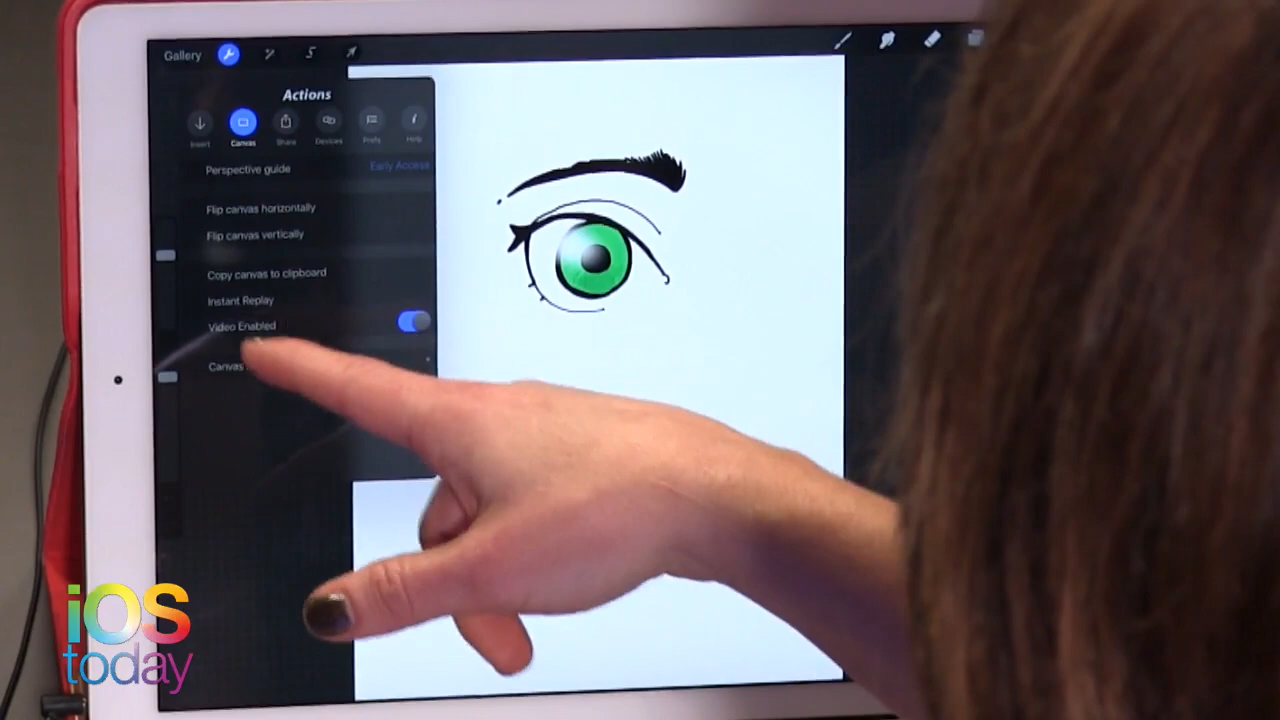 Gallery
Actions
Insert
Canvas
Share
Devices
Prefs
Help
Perspective guide
Early Access
Flip canvas horizontally
Flip canvas vertically
Copy canvas to clipboard
Instant Replay
Video Enabled
Canvas
iOS
today